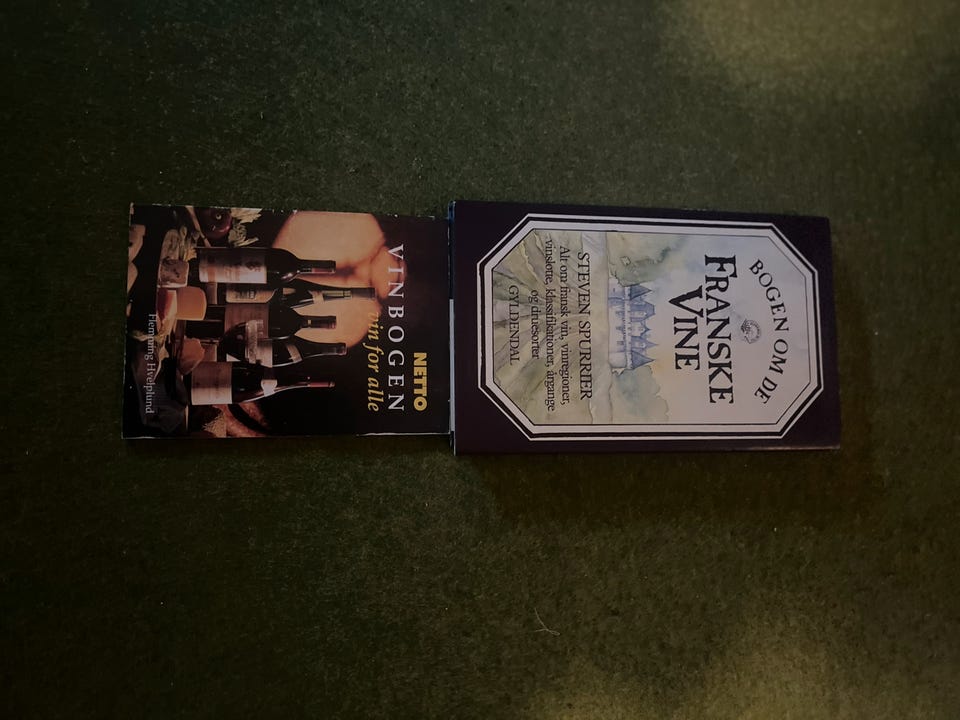 BOGEN OM DE
FRANSKE
VINE
STEVEN SPURRIER
Alt om fransk vin, vinregioner,
vinslotte, klassifikationer, årgange
og druesorter
GYLDENDAL
NETTO
VINBOGEN
vin for alle
Flemming Hvelplund